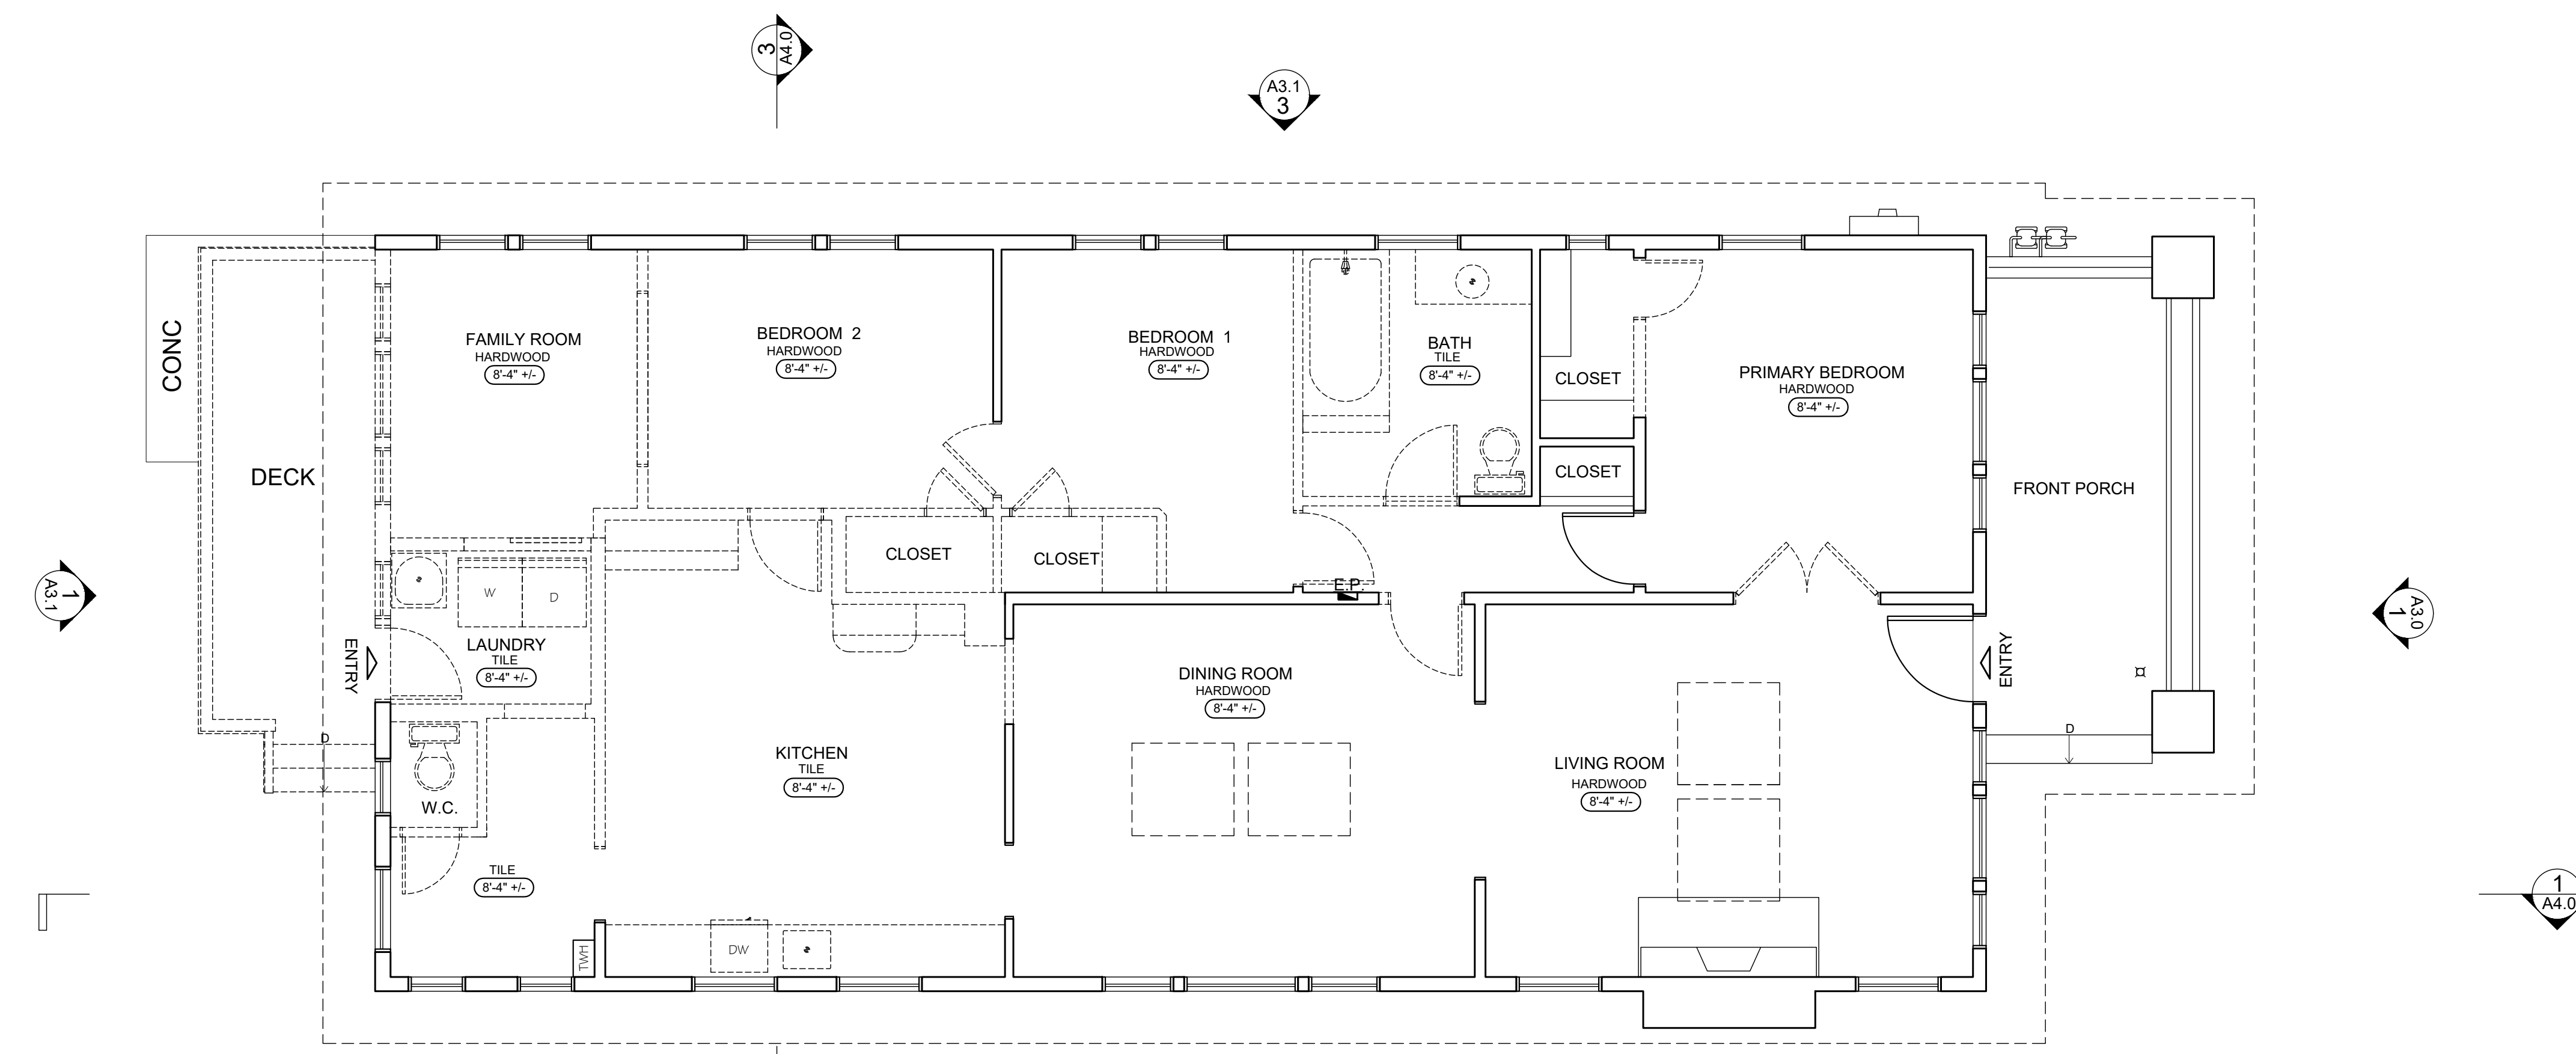 3
A4.0
A3.1
3
FAMILY ROOM
HARDWOOD
8'-4" +/-
BEDROOM 2
HARDWOOD
8'-4" +/-
BEDROOM 1
HARDWOOD
8'-4" +/-
BATH
TILE
8'-4" +/-
CLOSET
PRIMARY BEDROOM
HARDWOOD
8'-4" +/-
CONC
DECK
CLOSET
FRONT PORCH
CLOSET
CLOSET
E.P.
1
A3.1
W
D
A3.0
1
ENTRY
LAUNDRY
TILE
8'-4" +/-
DINING ROOM
HARDWOOD
8'-4" +/-
ENTRY
D
D
KITCHEN
TILE
8'-4" +/-
LIVING ROOM
HARDWOOD
8'-4" +/-
W.C.
TILE
8'-4" +/-
1
A4.0
TWH
DW